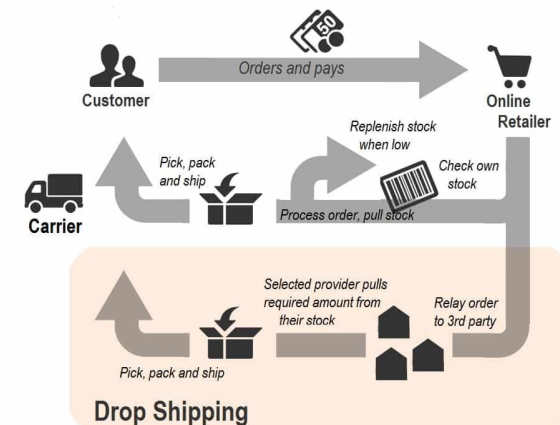 50
Orders and pays
Customer
Online
Retailer
Replenish stock
when low
Pick, pack
and ship
Check own
stock
Process order, pull stock
Carrier
Selected provider pulls
required amount from
their stock
Relay order
to 3rd party
Pick, pack and ship
Drop Shipping